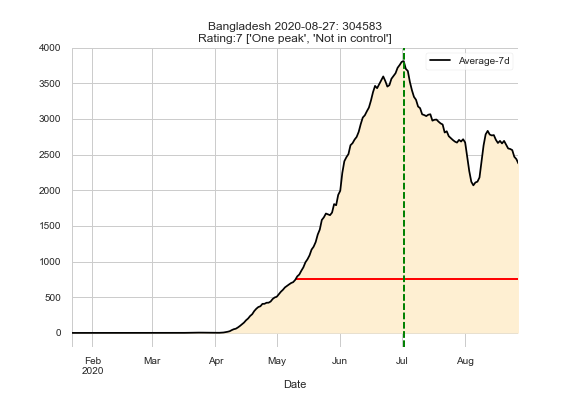 Bangladesh 2020-08-27: 304583
Rating:7 ['One peak', 'Not in control']
4000
3500
3000
2500
2000
1500
1000
500
0
Average-7d
Feb Mar Apr May Jun Jul Aug
2020
Date